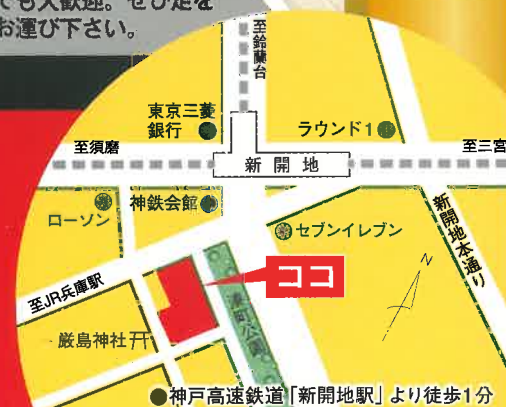 ても大歓迎。ぜひ足を
お運び下さい。
至鈴蘭台
東京三菱
銀行
ラウンド1
至須磨
至三宮
新開地
ローソン
神鉄会館
セブンイレブン
新開地本通り
N
ココ
至JR兵庫駅
湊町公園
厳島神社
●神戸高速鉄道「新開地駅」より徒歩1分